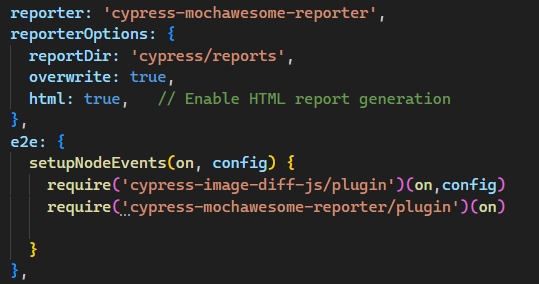 reporter: 'cypress-mochawesome-reporter',
reporterOptions: {
  reportDir: 'cypress/reports',
  overwrite: true,
  html: true,   // Enable HTML report generation
},
e2e: {
  setupNodeEvents(on, config) {
    require('cypress-image-diff-js/plugin')(on,config)
    require('cypress-mochawesome-reporter/plugin')(on)
  }
},